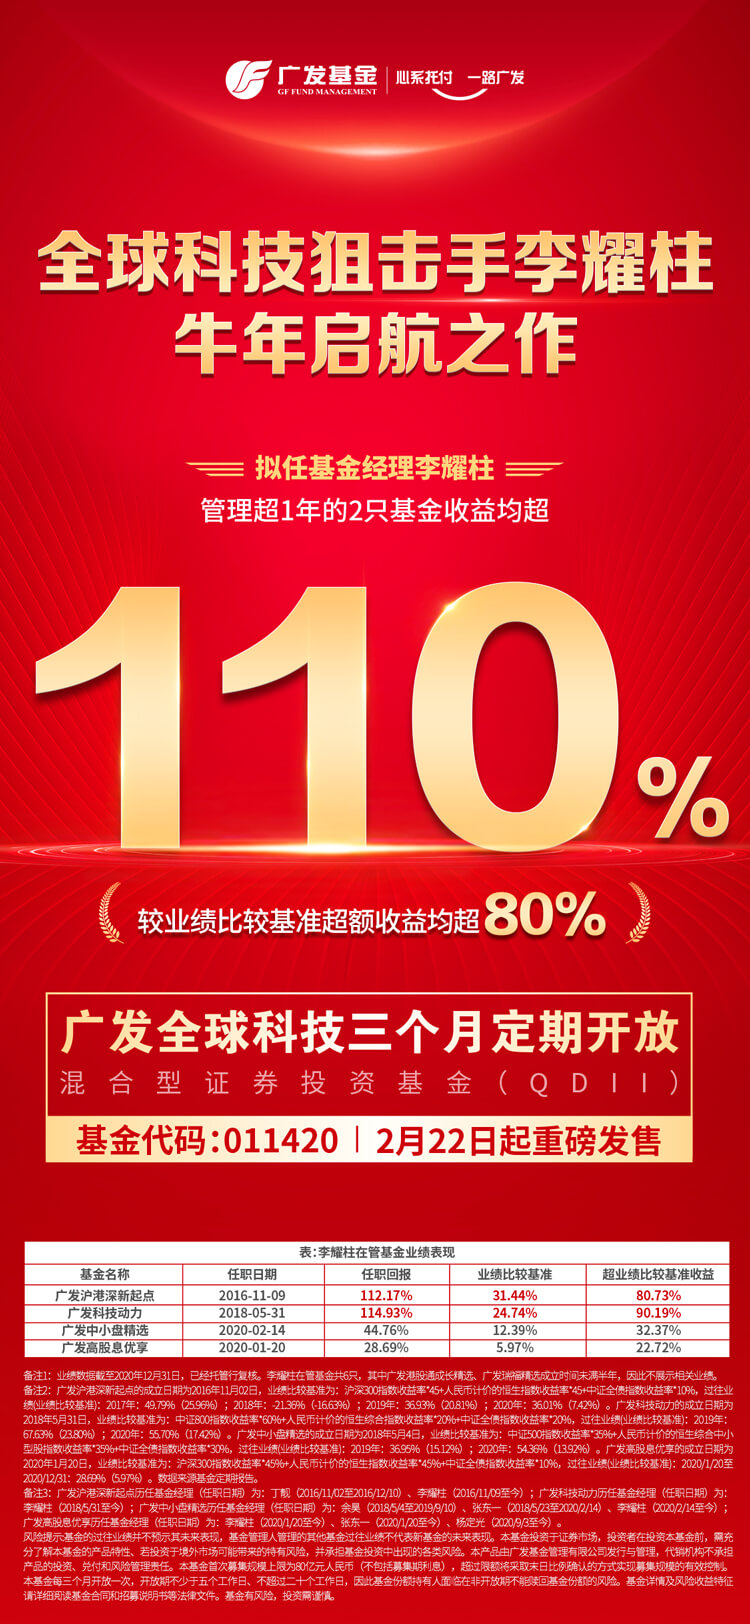 广发基金
GF FUND MANAGEMENT
心系托付 一路广发
全球科技狙击手李耀柱
牛年启航之作
拟任基金经理李耀柱
管理超1年的2只基金收益均超
110%
较业绩比较基准超额收益均超80%
广发全球科技三个月定期开放
混合型证券投资基金(QDII)
基金代码:011420 | 2月22日起重磅发售
表:李耀柱在管基金业绩表现
基金名称 任职日期 任职回报 业绩比较基准 超业绩比较基准收益
广发沪港深新起点 2016-11-09 112.17% 31.44% 80.73%
广发科技动力 2018-05-31 114.93% 24.74% 90.19%
广发中小盘精选 2020-02-14 44.76% 12.39% 32.37%
广发高股息优享 2020-01-20 28.69% 5.97% 22.72%
备注1：业绩数据截至2020年12月31日，已经托管行复核。李耀柱在管基金共6只，其中广发港股通成长精选、广发瑞福精选成立时间未满半年，因此不展示相关业绩。
备注2：广发沪港深新起点的成立日期为2016年11月02日，业绩比较基准为：沪深300指数收益率*45+人民币计价的恒生指数收益率*45+中证全债指数收益率*10%，过往业
绩(业绩比较基准)：2017年：49.79%（25.96%）；2018年：-21.36%（-16.63%）；2019年：36.93%（20.81%）；2020年：36.01%（7.42%）。广发科技动力的成立日期为
2018年5月31日，业绩比较基准为：中证800指数收益率*60%+人民币计价的恒生综合指数收益率*20%+中证全债指数收益率*20%，过往业绩(业绩比较基准)：2019年：
67.63%（23.80%）；2020年：55.70%（17.42%）。广发中小盘精选的成立日期为2018年5月4日，业绩比较基准为：中证500指数收益率*35%+人民币计价的恒生综合中小
型股指数收益率*35%+中证全债指数收益率*30%，过往业绩(业绩比较基准)：2019年：36.95%（15.12%）；2020年：54.36%（13.92%）。广发高股息优享的成立日期为
2020年1月20日，业绩比较基准为：沪深300指数收益率*45%+人民币计价的恒生指数收益率*45%+中证全债指数收益率*10%，过往业绩(业绩比较基准)：2020/1/20至
2020/12/31：28.69%（5.97%）。数据来源基金定期报告。
备注3：广发沪港深新起点历任基金经理（任职日期）为：丁靓（2016/11/02至2016/12/10）、李耀柱（2016/11/09至今）；广发科技动力历任基金经理（任职日期）为：
李耀柱（2018/5/31至今）；广发中小盘精选历任基金经理（任职日期）为：余昊（2018/5/4至2019/9/10）、张东一（2018/5/23至2020/2/14）、李耀柱（2020/2/14至今）；
广发高股息优享历任基金经理（任职日期）为：李耀柱（2020/1/20至今）、张东一（2020/1/20至今）、杨定光（2020/9/3至今）。
风险提示基金的过往业绩并不预示其未来表现，基金管理人管理的其他基金过往业绩不代表新基金的未来表现。本基金投资于证券市场，投资者在投资本基金前，需充
分了解本基金的产品特性、若投资于境外市场可能带来的特有风险，并承担基金投资中出现的各类风险。本产品由广发基金管理有限公司发行与管理，代销机构不承担
产品的投资、兑付和风险管理责任。本基金首次募集规模上限为80亿元人民币（不包括募集期利息），超过限额将采取末日比例确认的方式实现募集规模的有效控制。
本基金每三个月开放一次，开放期不少于五个工作日、不超过二十个工作日，因此基金份额持有人面临在非开放期不能赎回基金份额的风险。基金详情及风险收益特征
请详细阅读基金合同和招募说明书等法律文件。基金有风险，投资需谨慎。